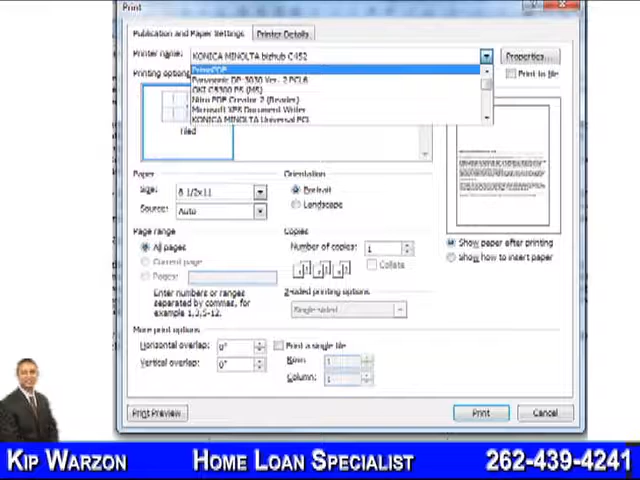 Print
Publication and Paper Settings
Printer Details
Printer name:
KONICA MINOLTA bizhub C452
Properties...
PrimoPDF
Print to file
Panasonic DP-3030 Ver. 2 PCL6
OKI C5300 PS (MS)
Printing options
Nitro PDF Creator 2 (Reader)
Microsoft XPS Document Writer
KONICA MINOLTA Universal PCL
Tiled
Paper
Orientation
Size:
8 1/2x11
Portrait
Source:
Auto
Landscape
Page range
Copies
Show paper after printing
All pages
Number of copies:
1
Show how to insert paper
Current page
Collate
Pages:
Enter numbers or ranges
separated by commas, for
example 1,3,5-12.
2-sided printing options
Single-sided
More print options
Horizontal overlap:
0"
Print a single tile
Vertical overlap:
0"
Row:
1
Column:
1
Print Preview
Print
Cancel
KIP WARZON
HOME LOAN SPECIALIST
262-439-4241